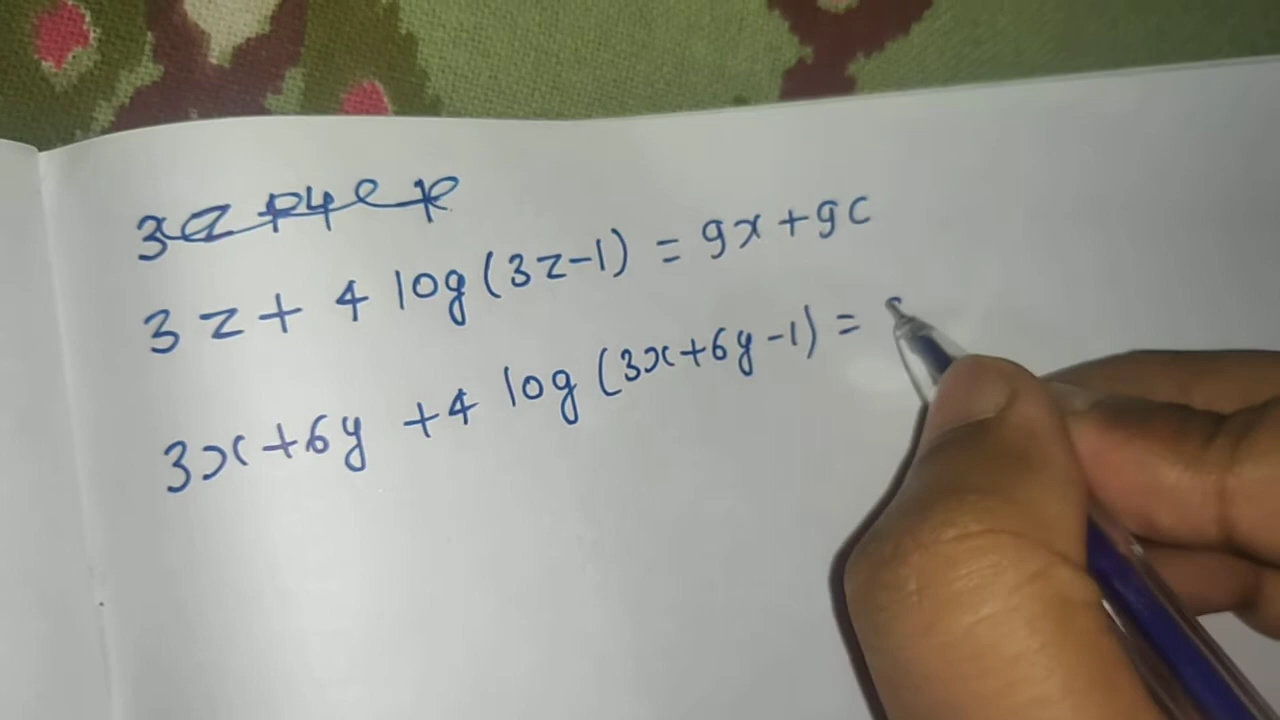 3z + 4 log(3z-1) = 9x + 9c
3x + 6y + 4 log(3x+6y-1) =